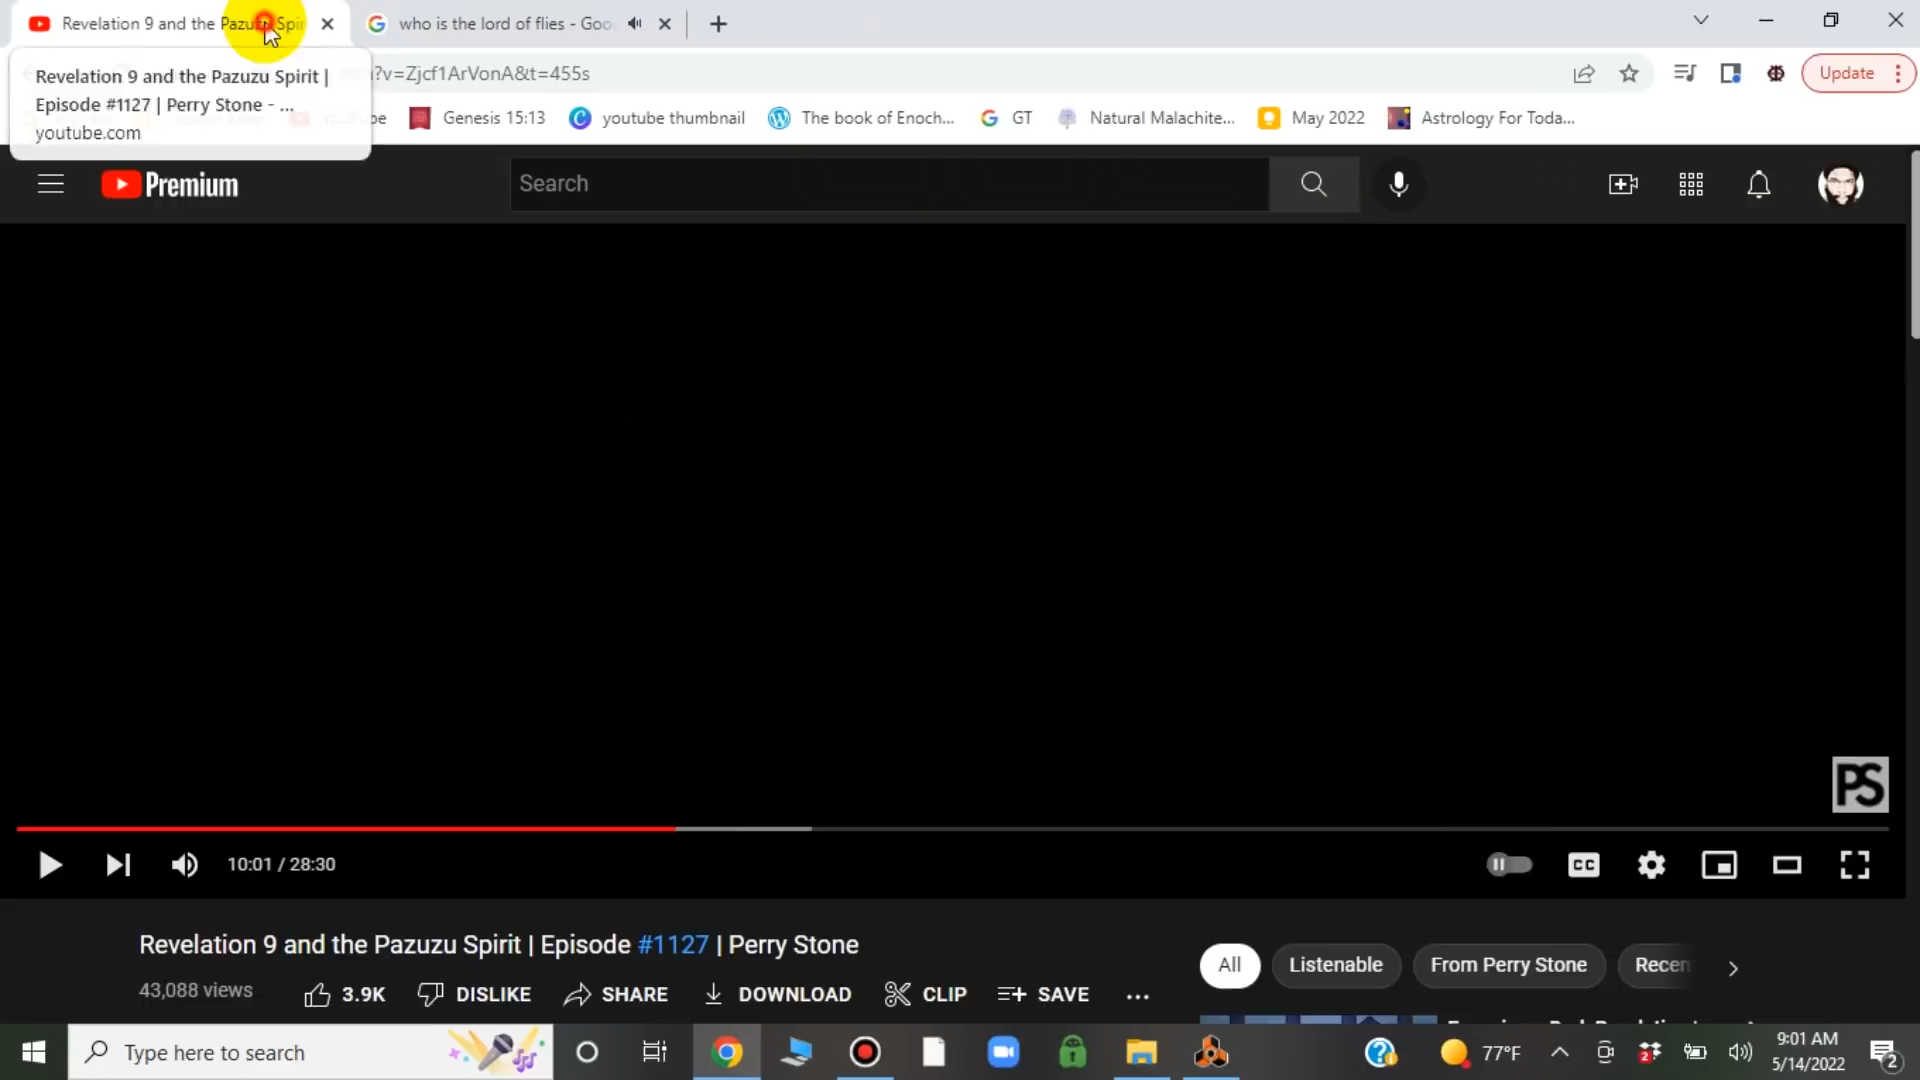 Revelation 9 and the Pazuzu Spir
who is the lord of flies - Goo
Revelation 9 and the Pazuzu Spirit |
Episode #1127 | Perry Stone - ...
youtube.com
?v=Zjcf1ArVonA&t=455s
Update
Genesis 15:13
youtube thumbnail
The book of Enoch...
GT
Natural Malachite...
May 2022
Astrology For Toda...
Premium
Search
PS
10:01 / 28:30
CC
Revelation 9 and the Pazuzu Spirit | Episode #1127 | Perry Stone
43,088 views
3.9K
DISLIKE
SHARE
DOWNLOAD
CLIP
SAVE
...
All
Listenable
From Perry Stone
Recen
Type here to search
77°F
9:01 AM
5/14/2022
2
2